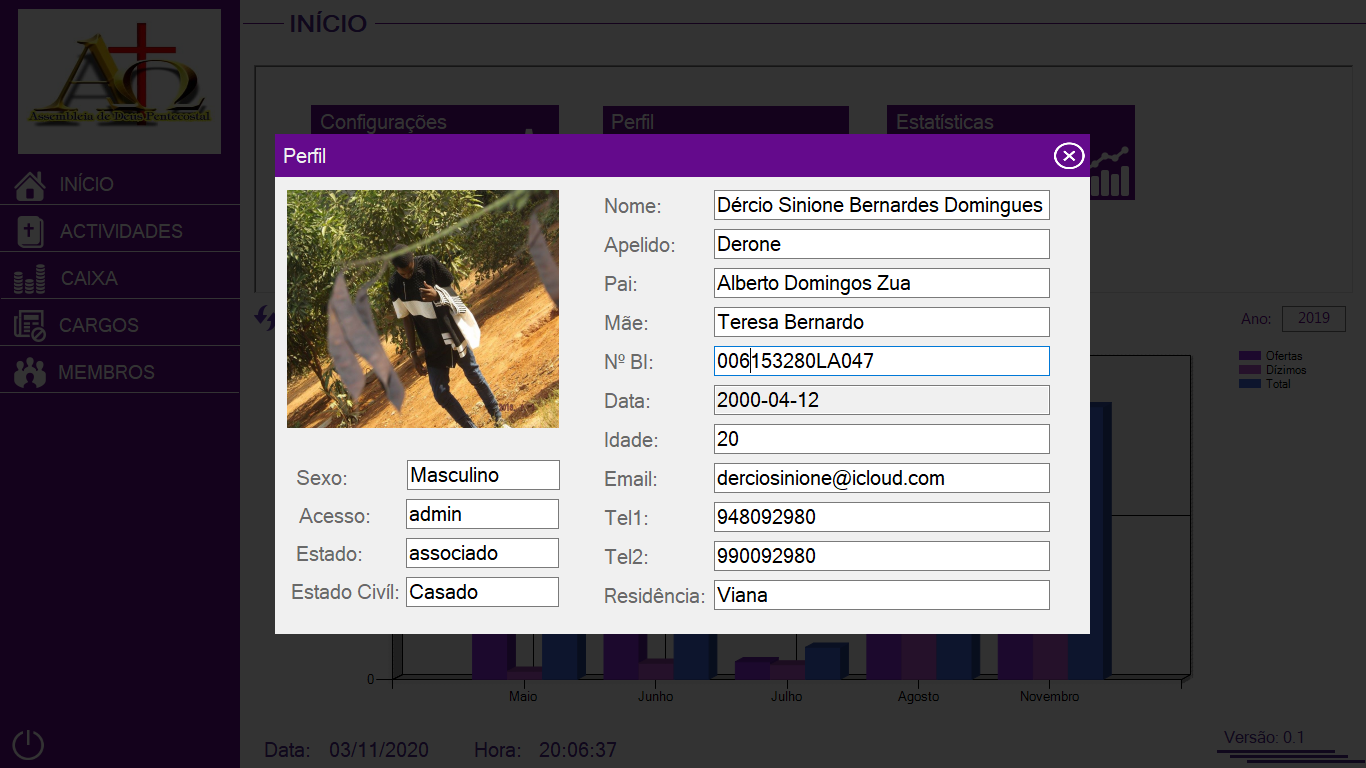 INÍCIO
Assembleia de Deus Pentecostal
INÍCIO
ACTIVIDADES
CAIXA
CARGOS
MEMBROS
Configurações
Perfil
Estatísticas
Perfil
Nome: Dércio Sinione Bernardes Domingues
Apelido: Derone
Pai: Alberto Domingos Zua
Mãe: Teresa Bernardo
Nº BI: 006153280LA047
Data: 2000-04-12
Idade: 20
Email: derciosinione@icloud.com
Tel1: 948092980
Tel2: 990092980
Residência: Viana
Sexo: Masculino
Acesso: admin
Estado: associado
Estado Civíl: Casado
Ano: 2019
Ofertas
Dízimos
Total
0
Maio Junho Julho Agosto Novembro
Data: 03/11/2020 Hora: 20:06:37
Versão: 0.1